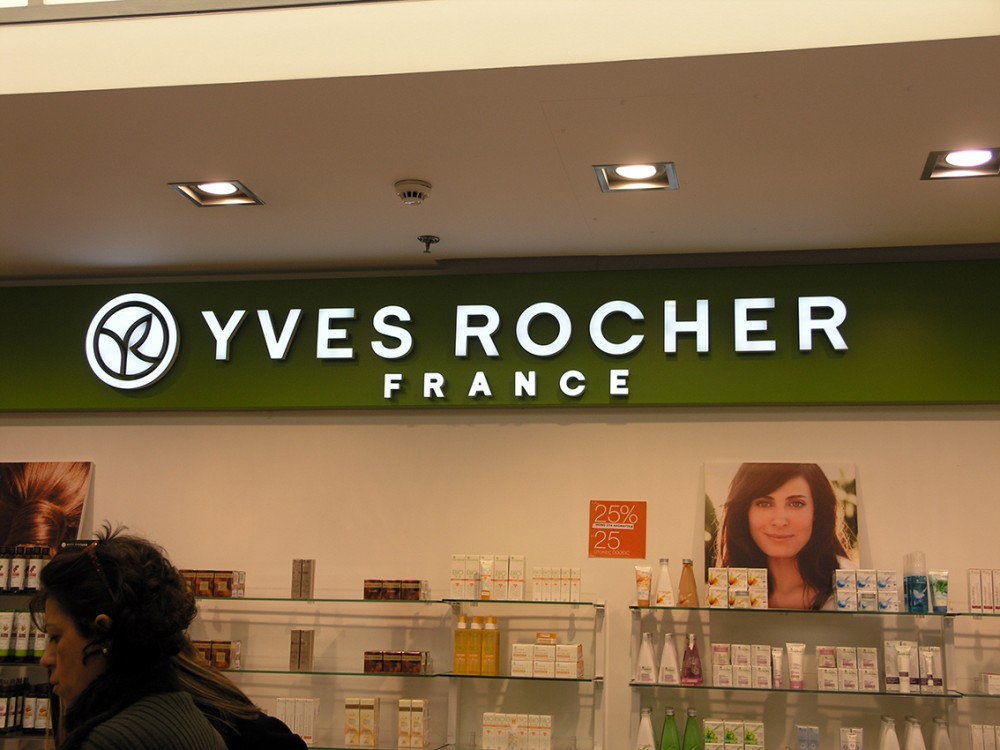 YVES ROCHER
FRANCE
25%
25